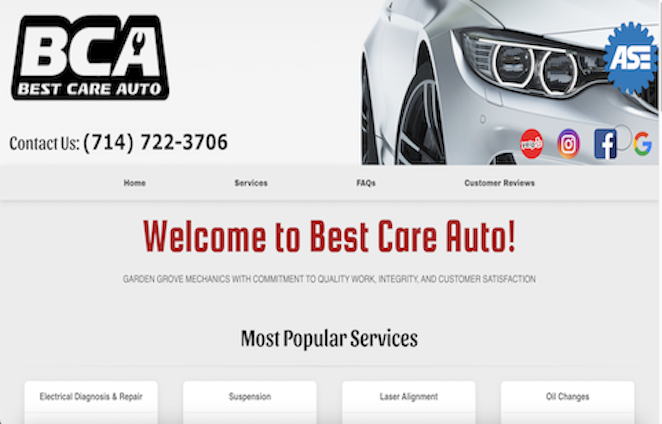 BCA
BEST CARE AUTO
ASE
Contact Us: (714) 722-3706
yelp
Home Services FAQs Customer Reviews
Welcome to Best Care Auto!
GARDEN GROVE MECHANICS WITH COMMITMENT TO QUALITY WORK, INTEGRITY, AND CUSTOMER SATISFACTION
Most Popular Services
Electrical Diagnosis & Repair Suspension Laser Alignment Oil Changes